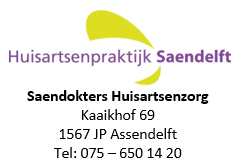 Huisartsenpraktijk Saendelft
Saendokters Huisartsenzorg
Kaaikhof 69
1567 JP Assendelft
Tel: 075 – 650 14 20